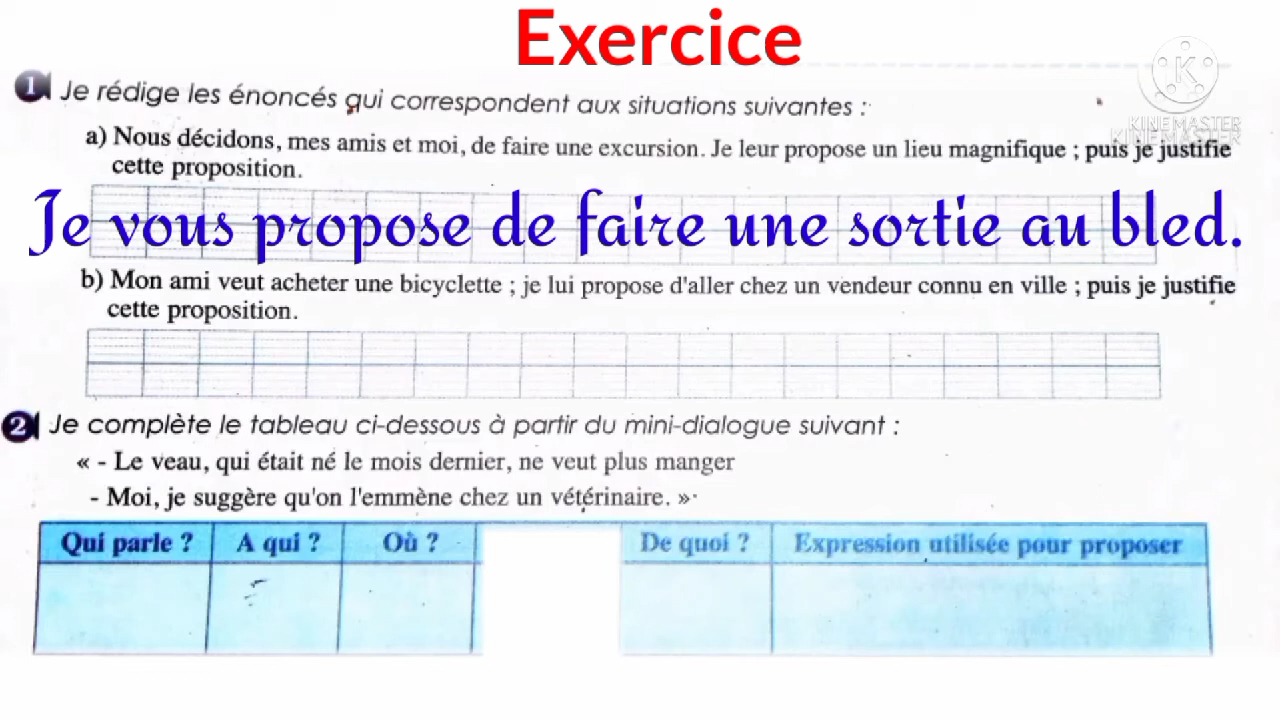 Exercice
1 Je rédige les énoncés qui correspondent aux situations suivantes :
KINEMASTER
KINEMASTER
a) Nous décidons, mes amis et moi, de faire une excursion. Je leur propose un lieu magnifique ; puis je justifie
cette proposition.
Je vous propose de faire une sortie au bled.
b) Mon ami veut acheter une bicyclette ; je lui propose d'aller chez un vendeur connu en ville ; puis je justifie
cette proposition.
2 Je complète le tableau ci-dessous à partir du mini-dialogue suivant :
« - Le veau, qui était né le mois dernier, ne veut plus manger
- Moi, je suggère qu'on l'emmène chez un vétérinaire. »
Qui parle ? A qui ? Où ? De quoi ? Expression utilisée pour proposer